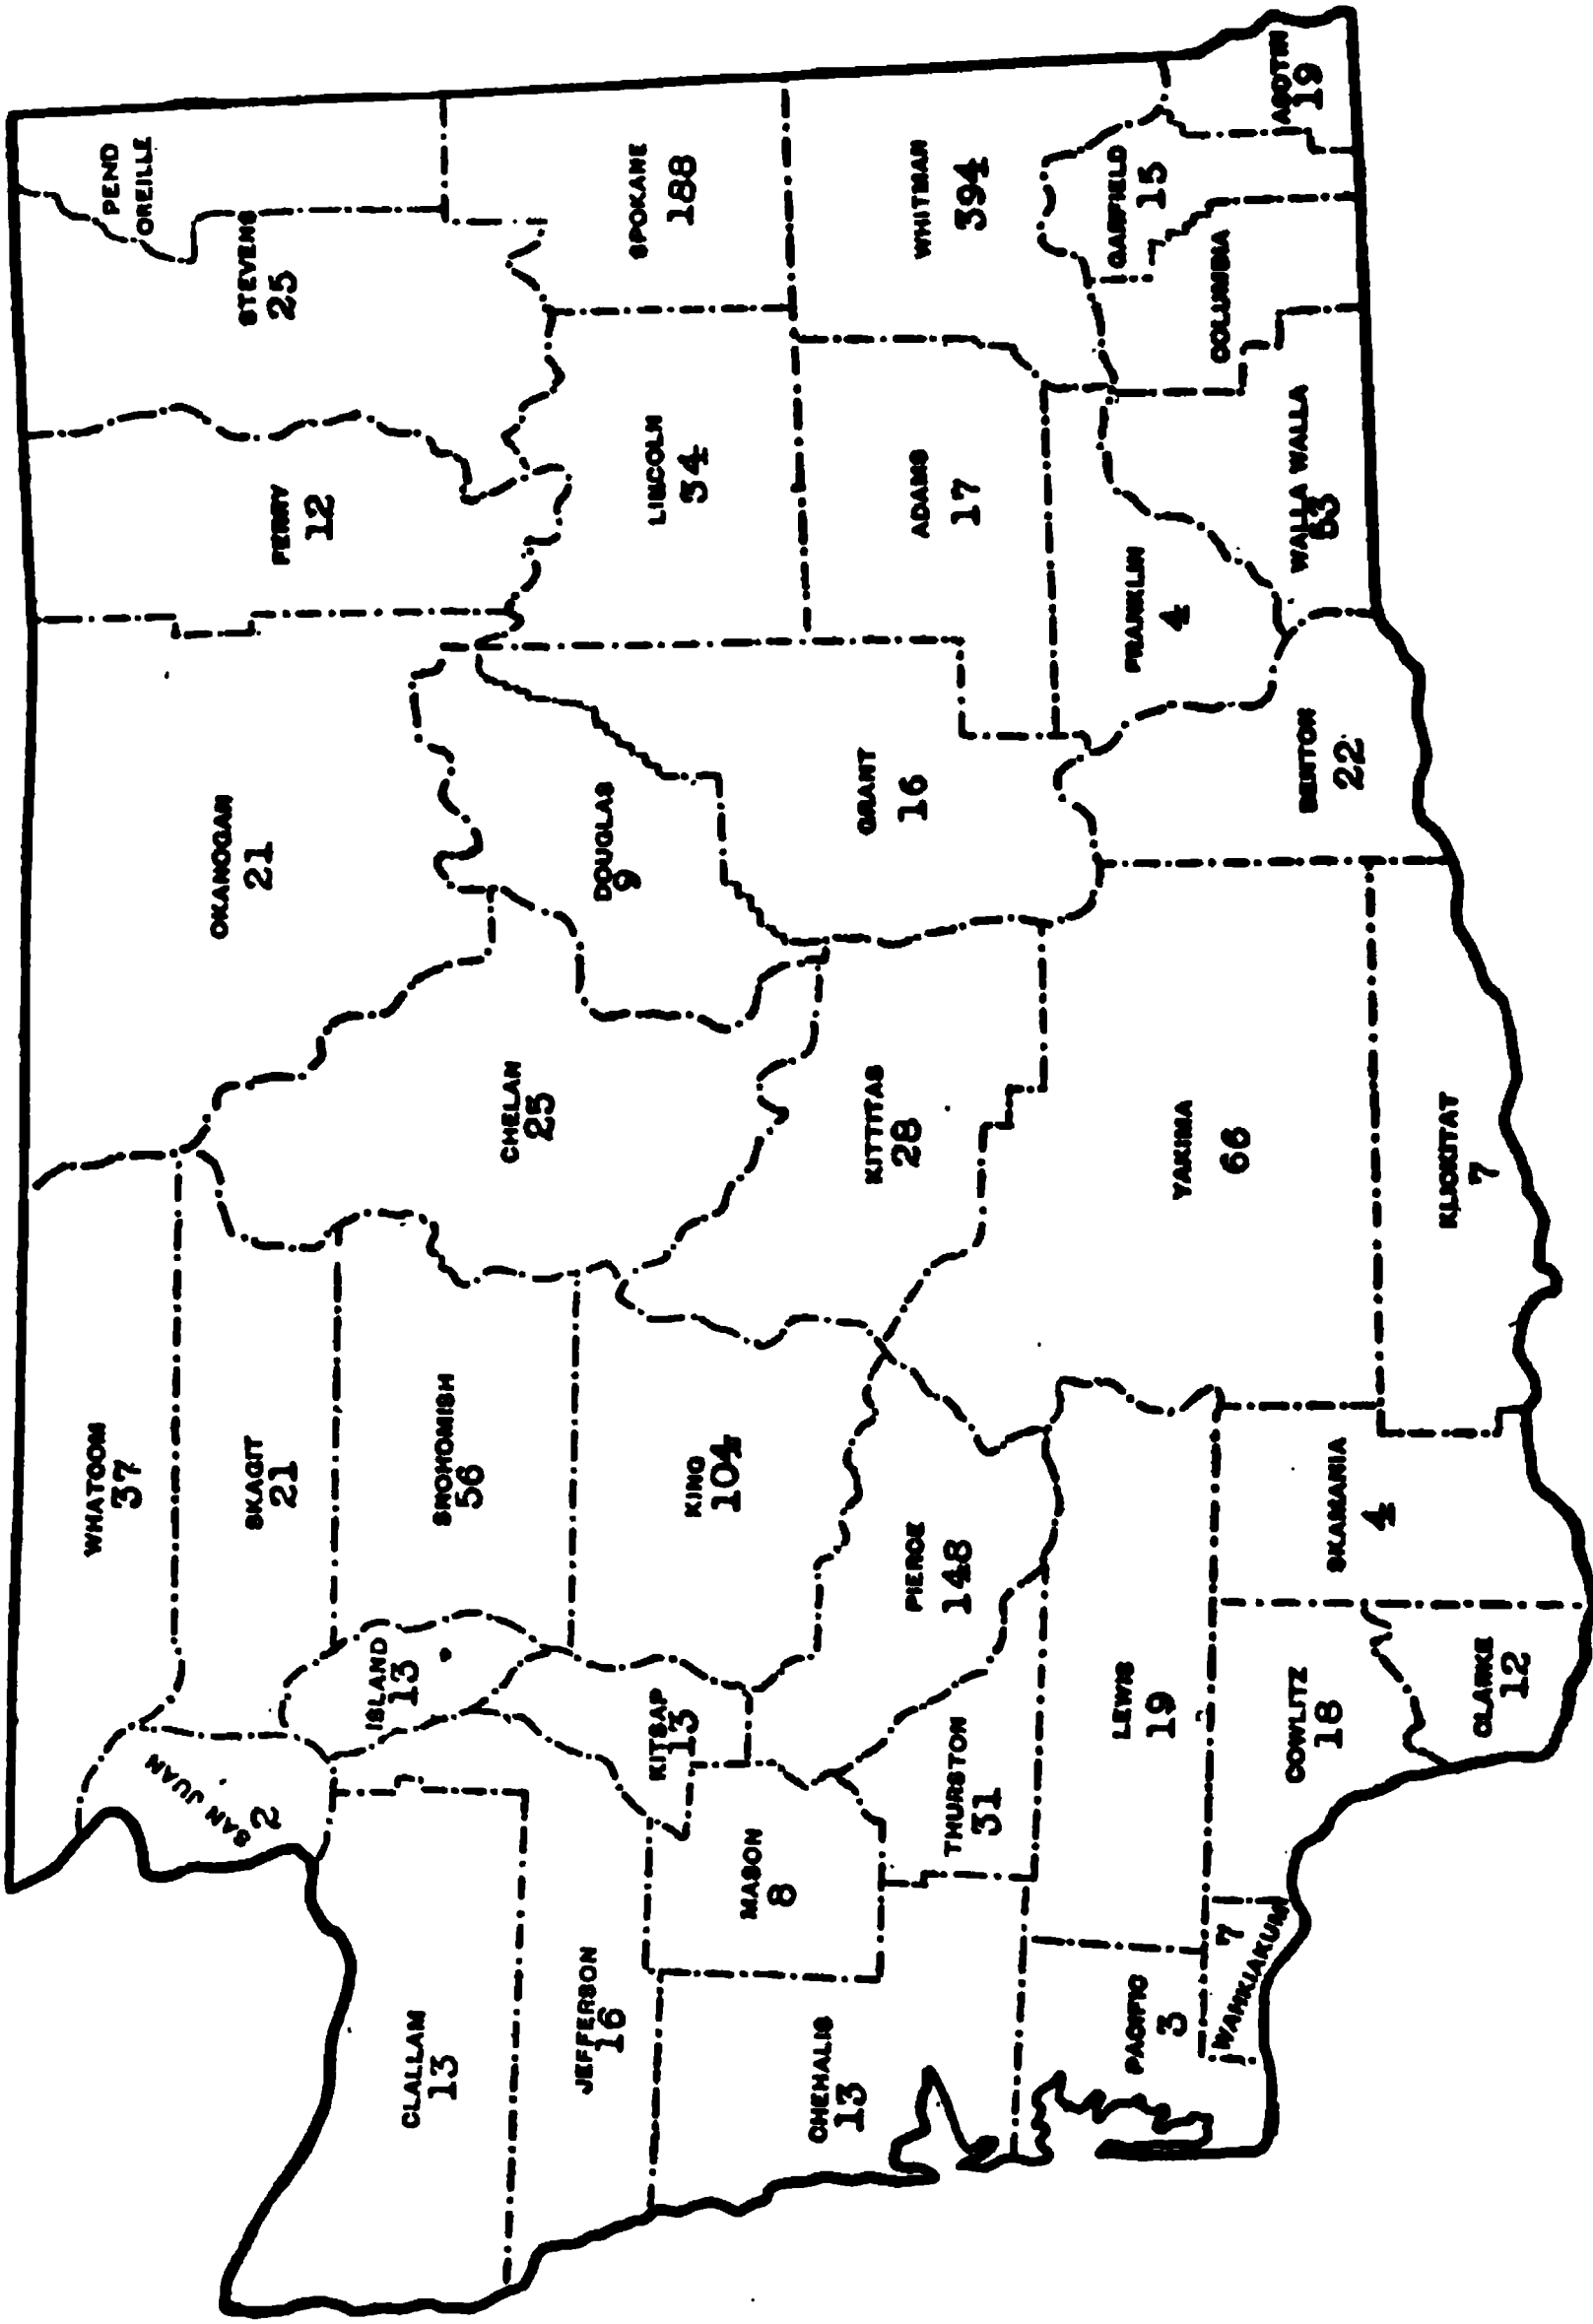 WHATCOM
37
SAN JUAN
2
SKAGIT
21
ISLAND
13
SNOHOMISH
56
CLALLAM
13
JEFFERSON
16
KITSAP
13
KING
104
MASON
8
CHEHALIS
13
PIERCE
148
THURSTON
31
LEWIS
19
PACIFIC
3
WAHKIAKUM
7
COWLITZ
18
CLARKE
12
SKAMANIA
4
OKANOGAN
21
CHELAN
25
DOUGLAS
9
KITTITAS
28
GRANT
16
YAKIMA
66
KLICKITAT
7
BENTON
22
FERRY
12
STEVENS
25
PEND
OREILLE
LINCOLN
34
SPOKANE
188
ADAMS
17
WHITMAN
394
FRANKLIN
4
WALLA WALLA
COLUMBIA
GARFIELD
15
ASOTIN
19